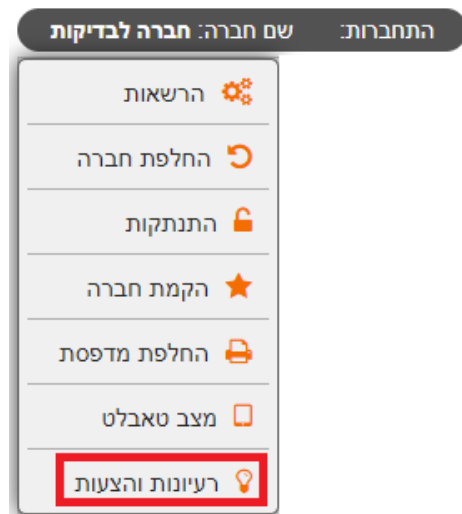 התחברות: שם חברה: חברה לבדיקות
הרשאות
החלפת חברה
התנתקות
הקמת חברה
החלפת מדפסת
מצב טאבלט
רעיונות והצעות